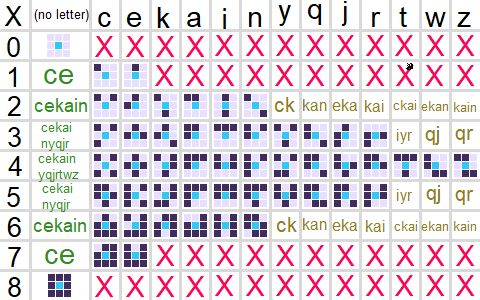 X (no letter) c e k a i n y q j r t w z
0 X X X X X X X X X X X X X
1 ce X X X X X X X X X X X
2 cekain ck kan eka kai ckai ekan kain
3 cekai
nyqjr iyr qj qr
4 cekain
yqjrtwz
5 cekai
nyqjr iyr qj qr
6 cekain ck kan eka kai ckai ekan kain
7 ce X X X X X X X X X X X
8 X X X X X X X X X X X X X